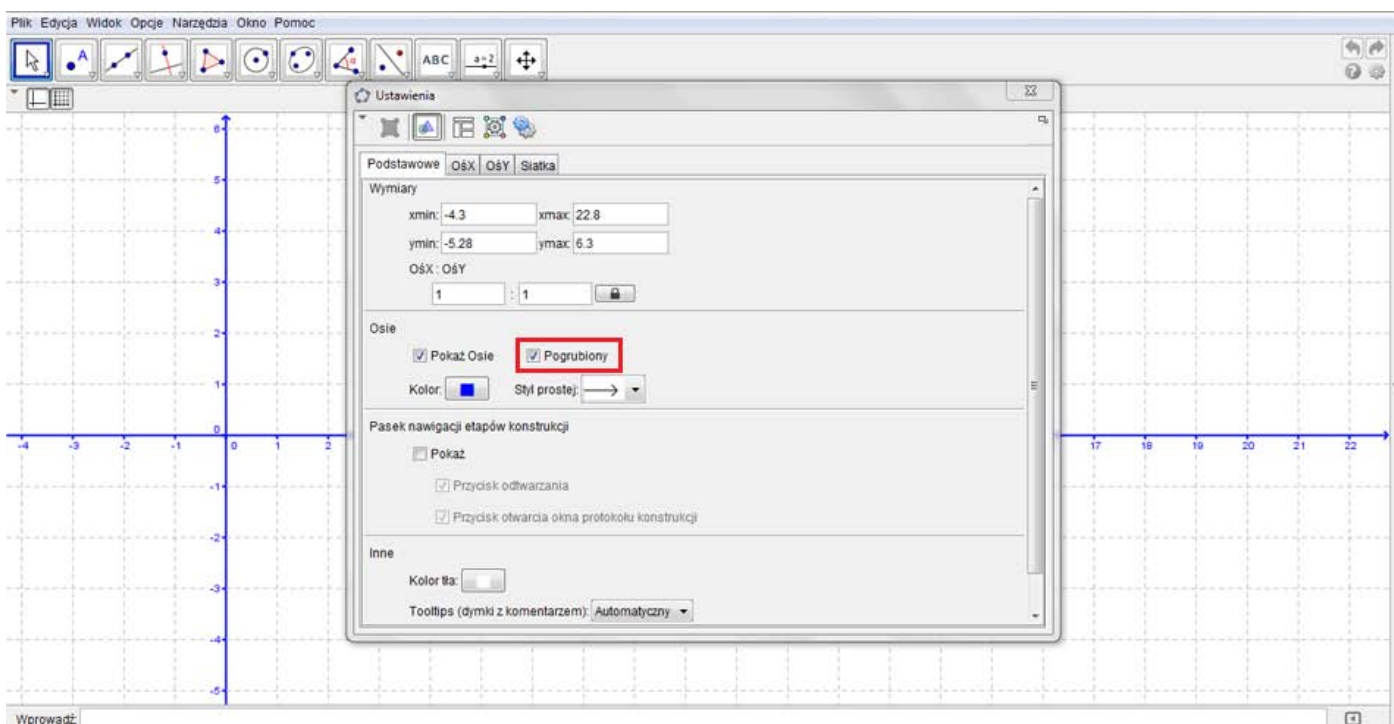 Plik Edycja Widok Opcje Narzędzia Okno Pomoc
A
α
ABC
a=2
Ustawienia
Podstawowe OśX OśY Siatka
Wymiary
xmin: -4.3 xmax: 22.8
ymin: -5.28 ymax: 6.3
OśX : OśY
1 : 1
Osie
Pokaż Osie Pogrubiony
Kolor: Styl prostej:
Pasek nawigacji etapów konstrukcji
Pokaż
Przycisk odtwarzania
Przycisk otwarcia okna protokołu konstrukcji
Inne
Kolor tła:
Tooltips (dymki z komentarzem): Automatyczny
6
5
4
3
2
1
0
-4 -3 -2 -1 0 1 2 17 18 19 20 21 22
-1
-2
-3
-4
-5
Wprowadź: